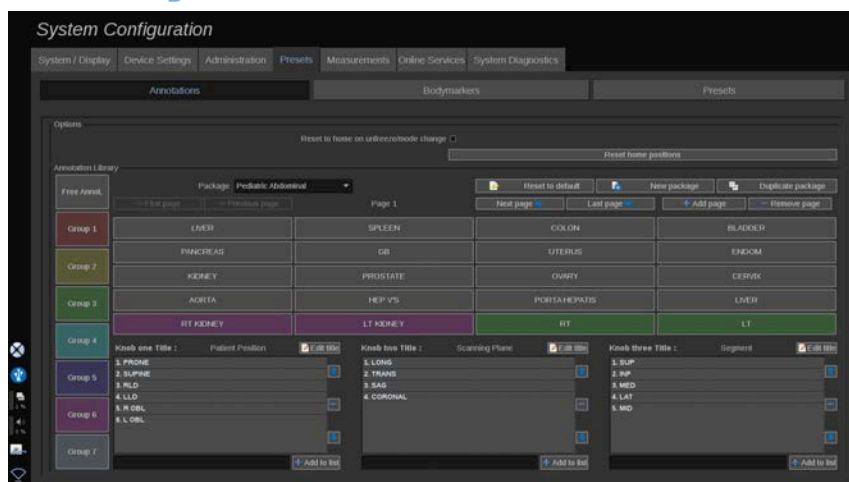 System Configuration
System / Display Device Settings Administration Presets Measurements Online Services System Diagnostics
Annotations Bodymarkers Presets
Options
Reset to home on unfreeze/mode change
Reset home positions
Annotation Library
Free Annot. Package Pediatric Abdominal Reset to default New package Duplicate package
First page Previous page Page 1 Next page Last page Add page Remove page
Group 1 LIVER SPLEEN COLON BLADDER
PANCREAS GB UTERUS ENDOM
Group 2
KIDNEY PROSTATE OVARY CERVIX
Group 3 AORTA HEP V'S PORTA HEPATIS LIVER
RT KIDNEY LT KIDNEY RT LT
Group 4
Knob one Title : Patient Position Edit title Knob two Title : Scanning Plane Edit title Knob three Title : Segment Edit title
1. PRONE 1. LONG 1. SUP
2. SUPINE 2. TRANS 2. INF
Group 5 3. RLD 3. SAG 3. MED
4. LLD 4. CORONAL 4. LAT
Group 6 5. R OBL 5. MID
6. L OBL
Group 7
Add to list Add to list Add to list